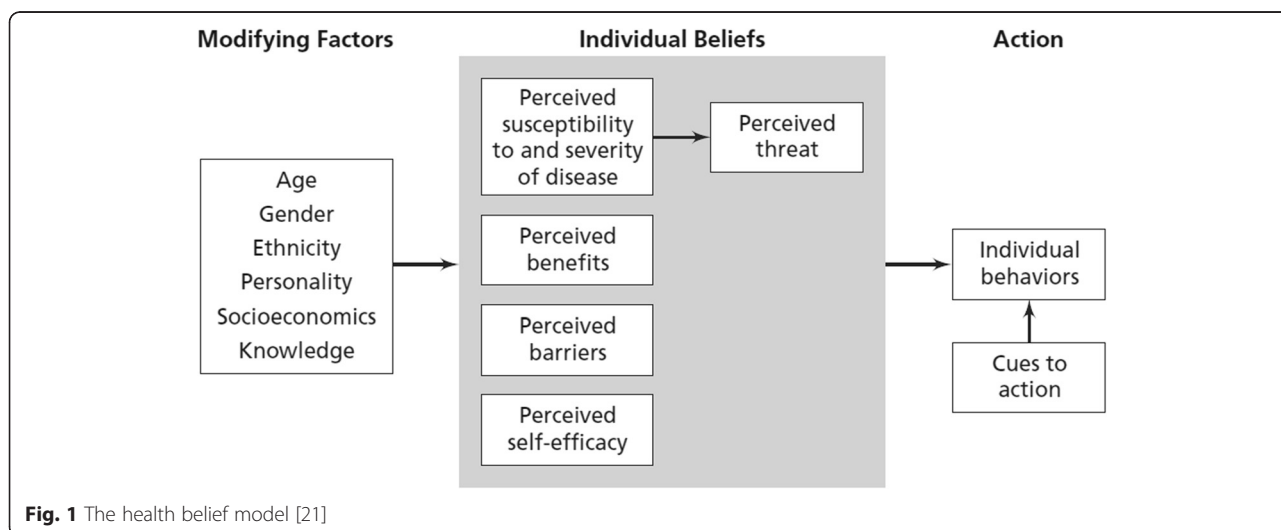 Modifying Factors
Individual Beliefs
Action
Age
Gender
Ethnicity
Personality
Socioeconomics
Knowledge
Perceived
susceptibility
to and severity
of disease
Perceived
threat
Perceived
benefits
Perceived
barriers
Perceived
self-efficacy
Individual
behaviors
Cues to
action
Fig. 1 The health belief model [21]